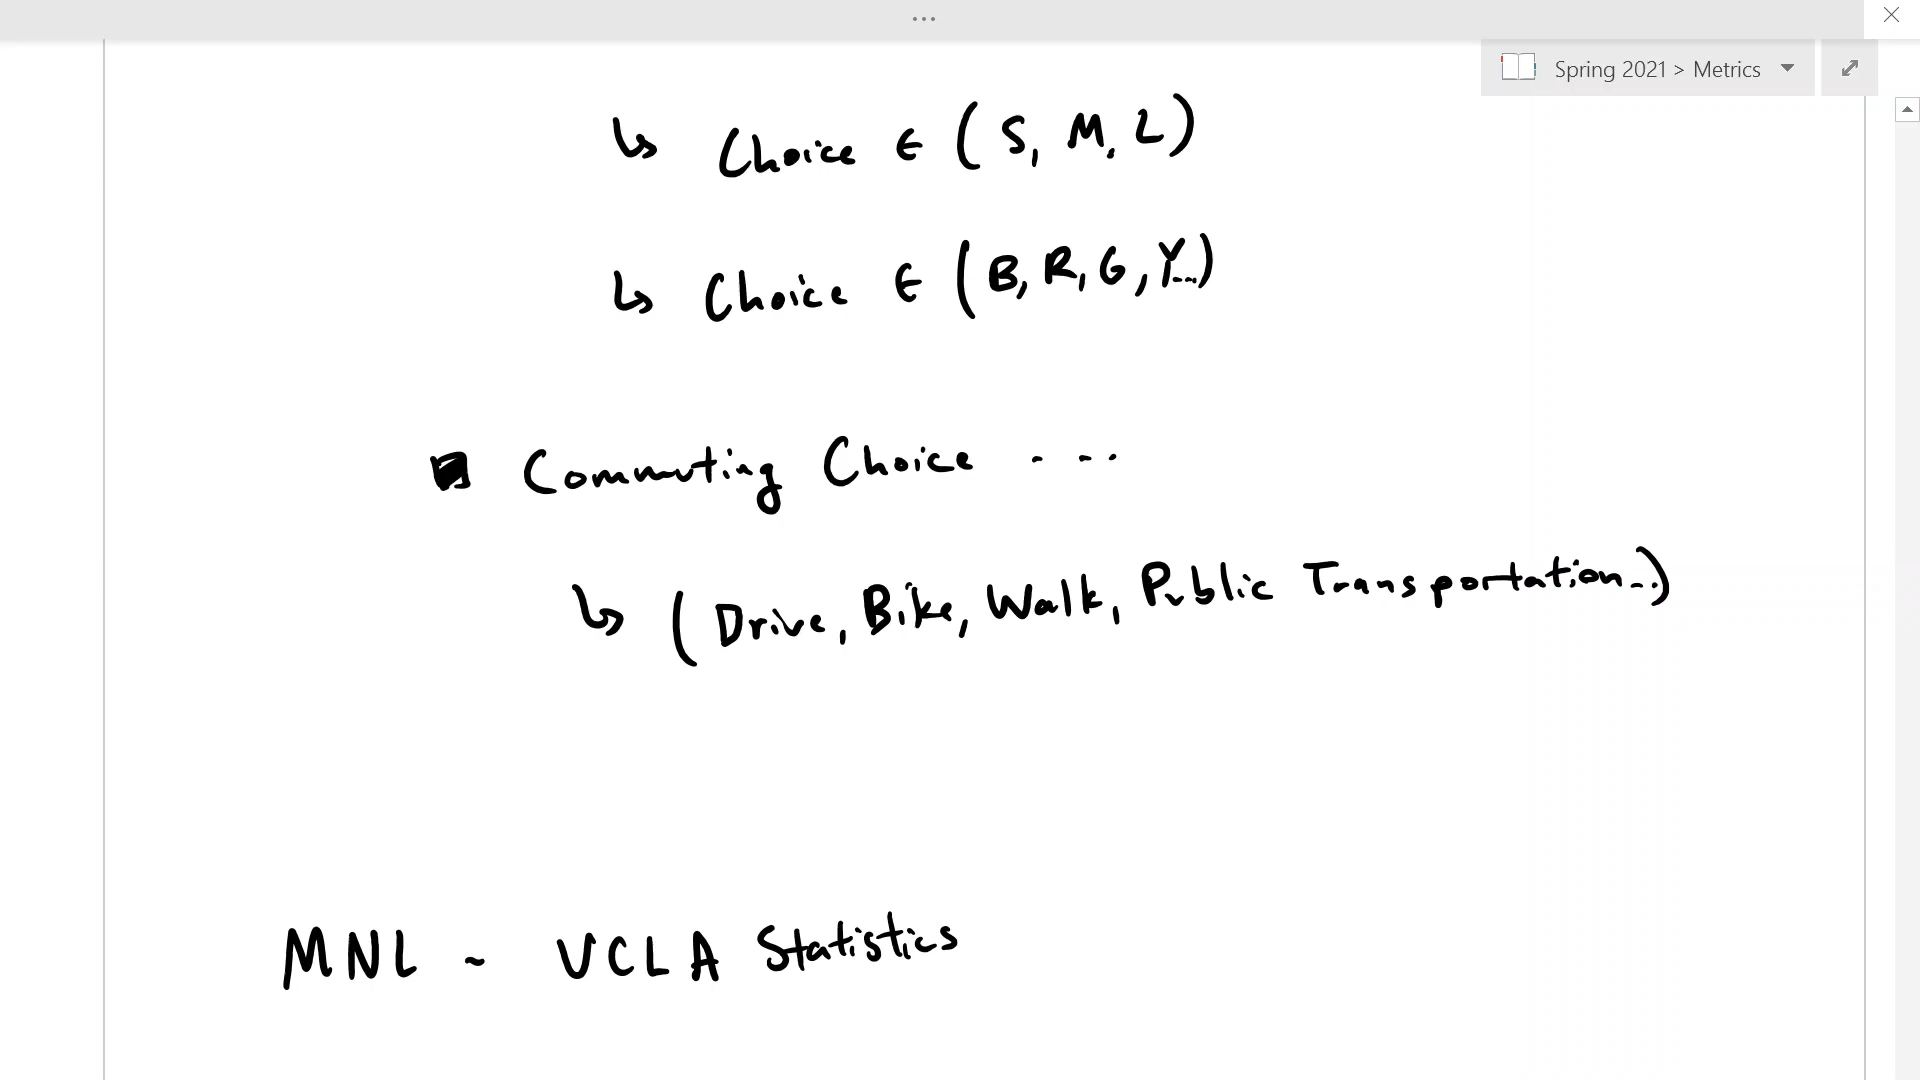 ...
Spring 2021 > Metrics
↳ Choice ∈ (S, M, L)
↳ Choice ∈ (B, R, G, Y...)
Commuting Choice ...
↳ (Drive, Bike, Walk, Public Transportation...)
MNL ~ UCLA Statistics